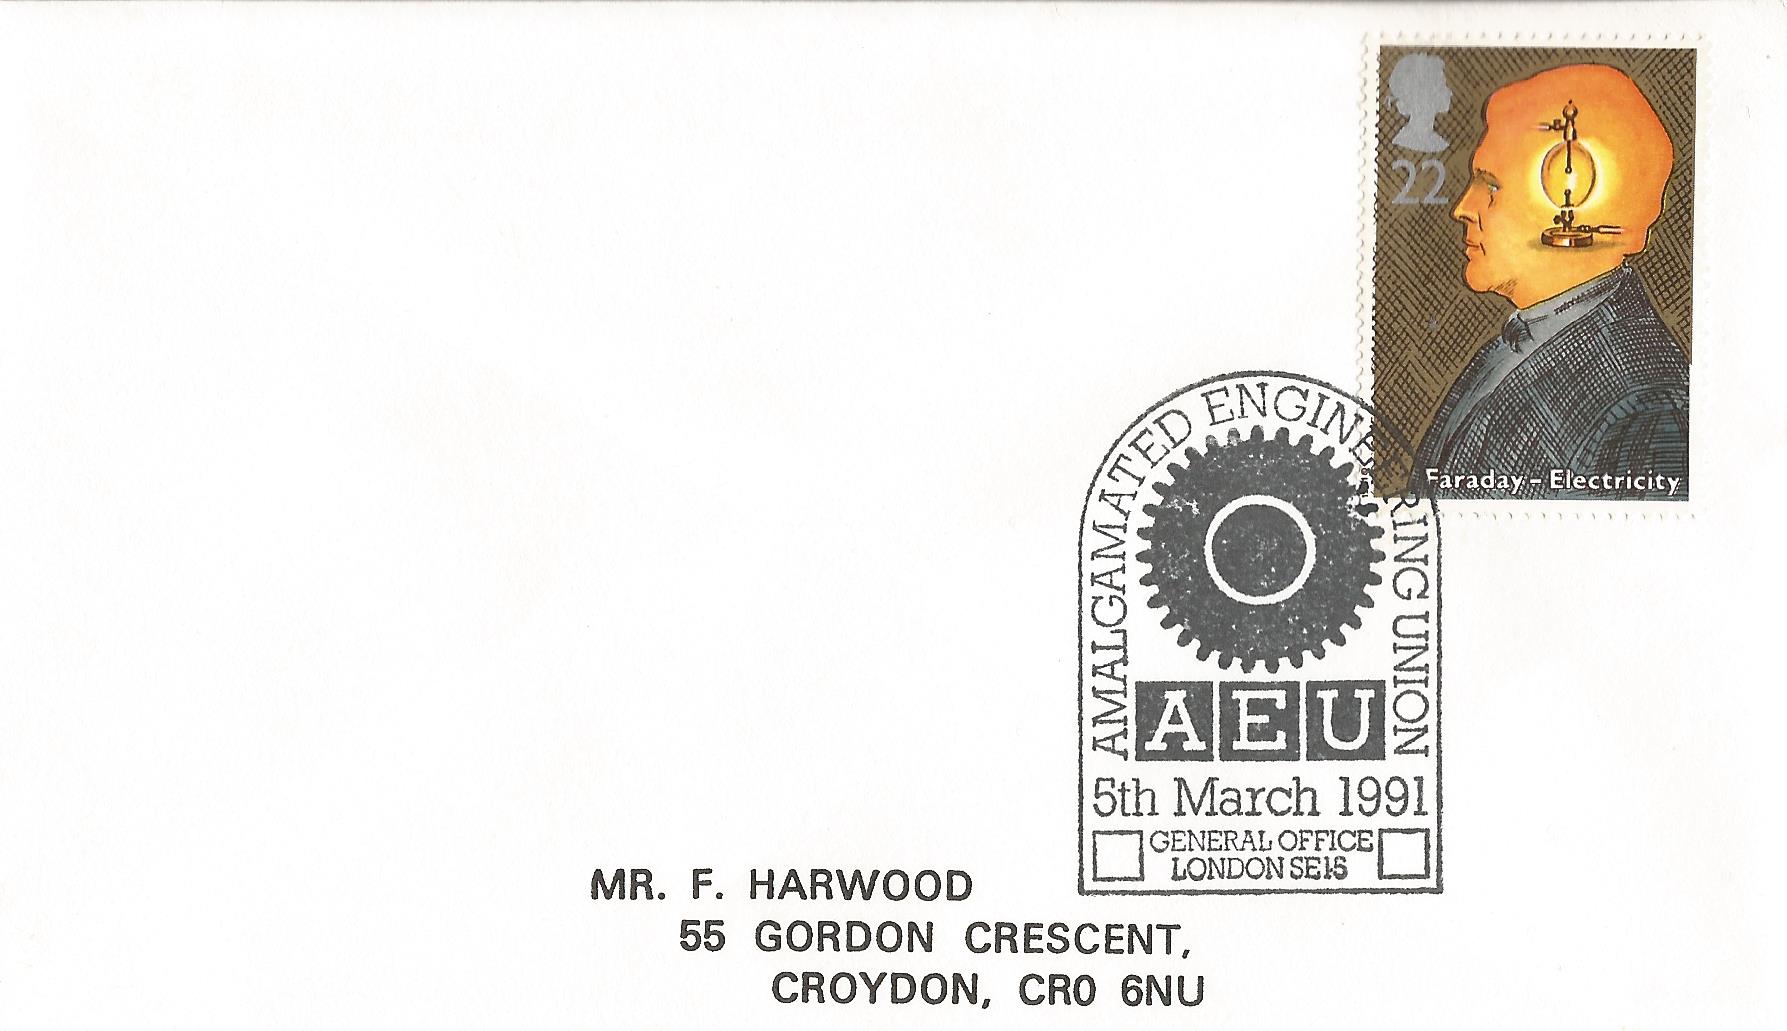 22
Faraday – Electricity
AMALGAMATED ENGINEERING UNION
AEU
5th March 1991
GENERAL OFFICE
LONDON SE15
MR. F. HARWOOD
55 GORDON CRESCENT,
CROYDON, CR0 6NU